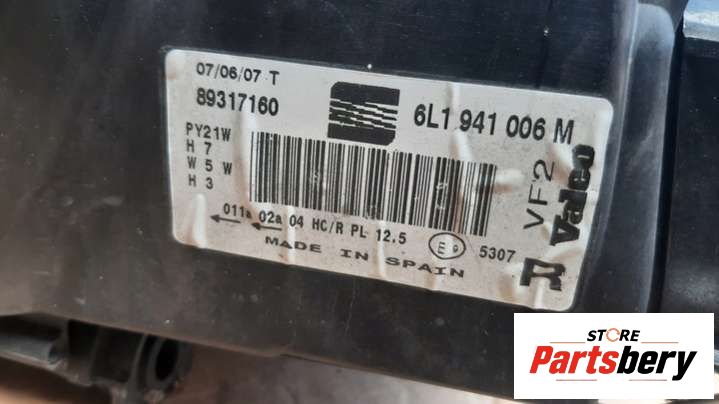 07/06/07 T
89317160
6L1 941 006 M
PY21W
H 7
W 5 W
H 3
VF2
Valeo
R
011a 02a 04 HC/R PL 12.5
E9
5307
MADE IN SPAIN
STORE
Partsbery